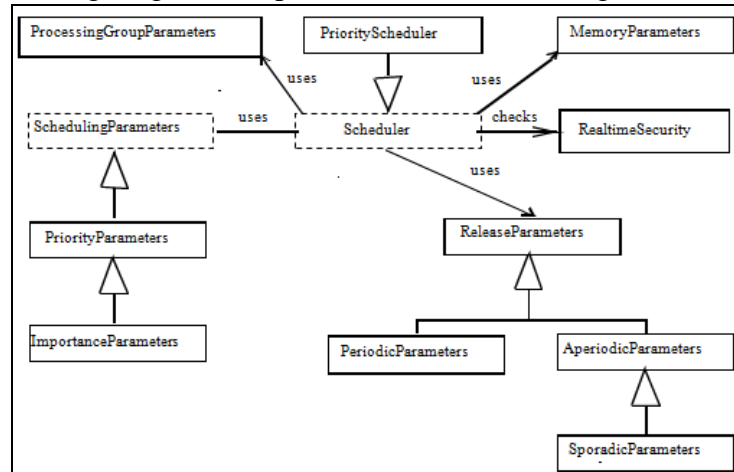 ProcessingGroupParameters
PriorityScheduler
MemoryParameters
uses
uses
SchedulingParameters
uses
Scheduler
checks
RealtimeSecurity
uses
PriorityParameters
ReleaseParameters
ImportanceParameters
PeriodicParameters
AperiodicParameters
SporadicParameters